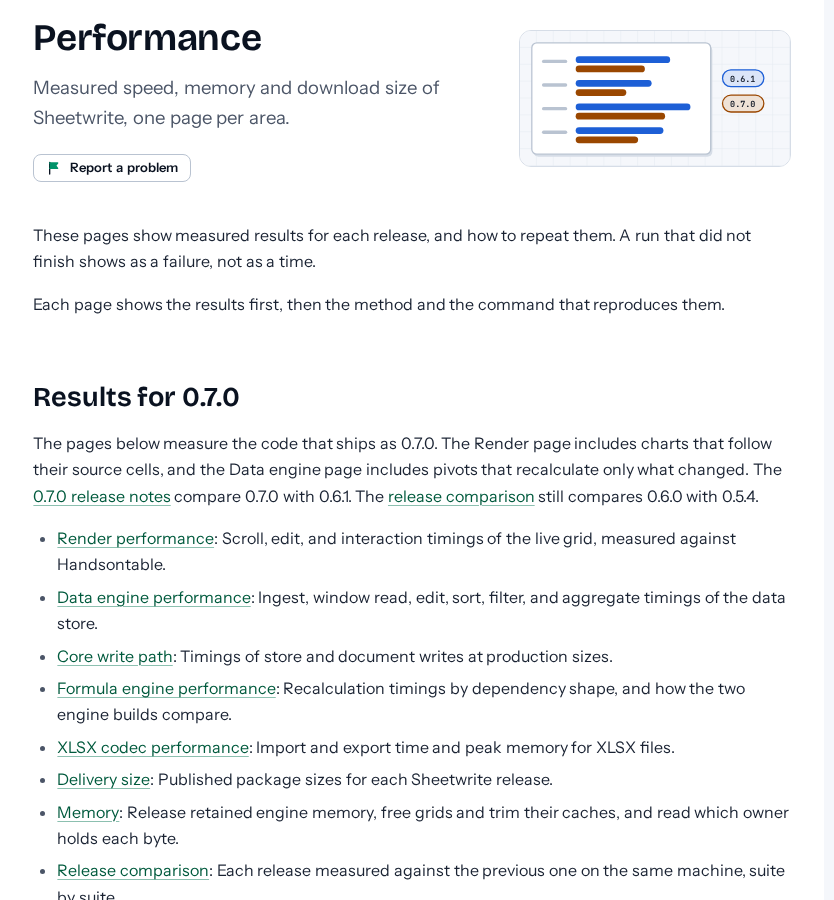 Performance
Measured speed, memory and download size of
Sheetwrite, one page per area.
0.6.1
0.7.0
Report a problem
These pages show measured results for each release, and how to repeat them. A run that did not
finish shows as a failure, not as a time.
Each page shows the results first, then the method and the command that reproduces them.
Results for 0.7.0
The pages below measure the code that ships as 0.7.0. The Render page includes charts that follow
their source cells, and the Data engine page includes pivots that recalculate only what changed. The
0.7.0 release notes compare 0.7.0 with 0.6.1. The release comparison still compares 0.6.0 with 0.5.4.
• Render performance: Scroll, edit, and interaction timings of the live grid, measured against
Handsontable.
• Data engine performance: Ingest, window read, edit, sort, filter, and aggregate timings of the data
store.
• Core write path: Timings of store and document writes at production sizes.
• Formula engine performance: Recalculation timings by dependency shape, and how the two
engine builds compare.
• XLSX codec performance: Import and export time and peak memory for XLSX files.
• Delivery size: Published package sizes for each Sheetwrite release.
• Memory: Release retained engine memory, free grids and trim their caches, and read which owner
holds each byte.
• Release comparison: Each release measured against the previous one on the same machine, suite
by suite.